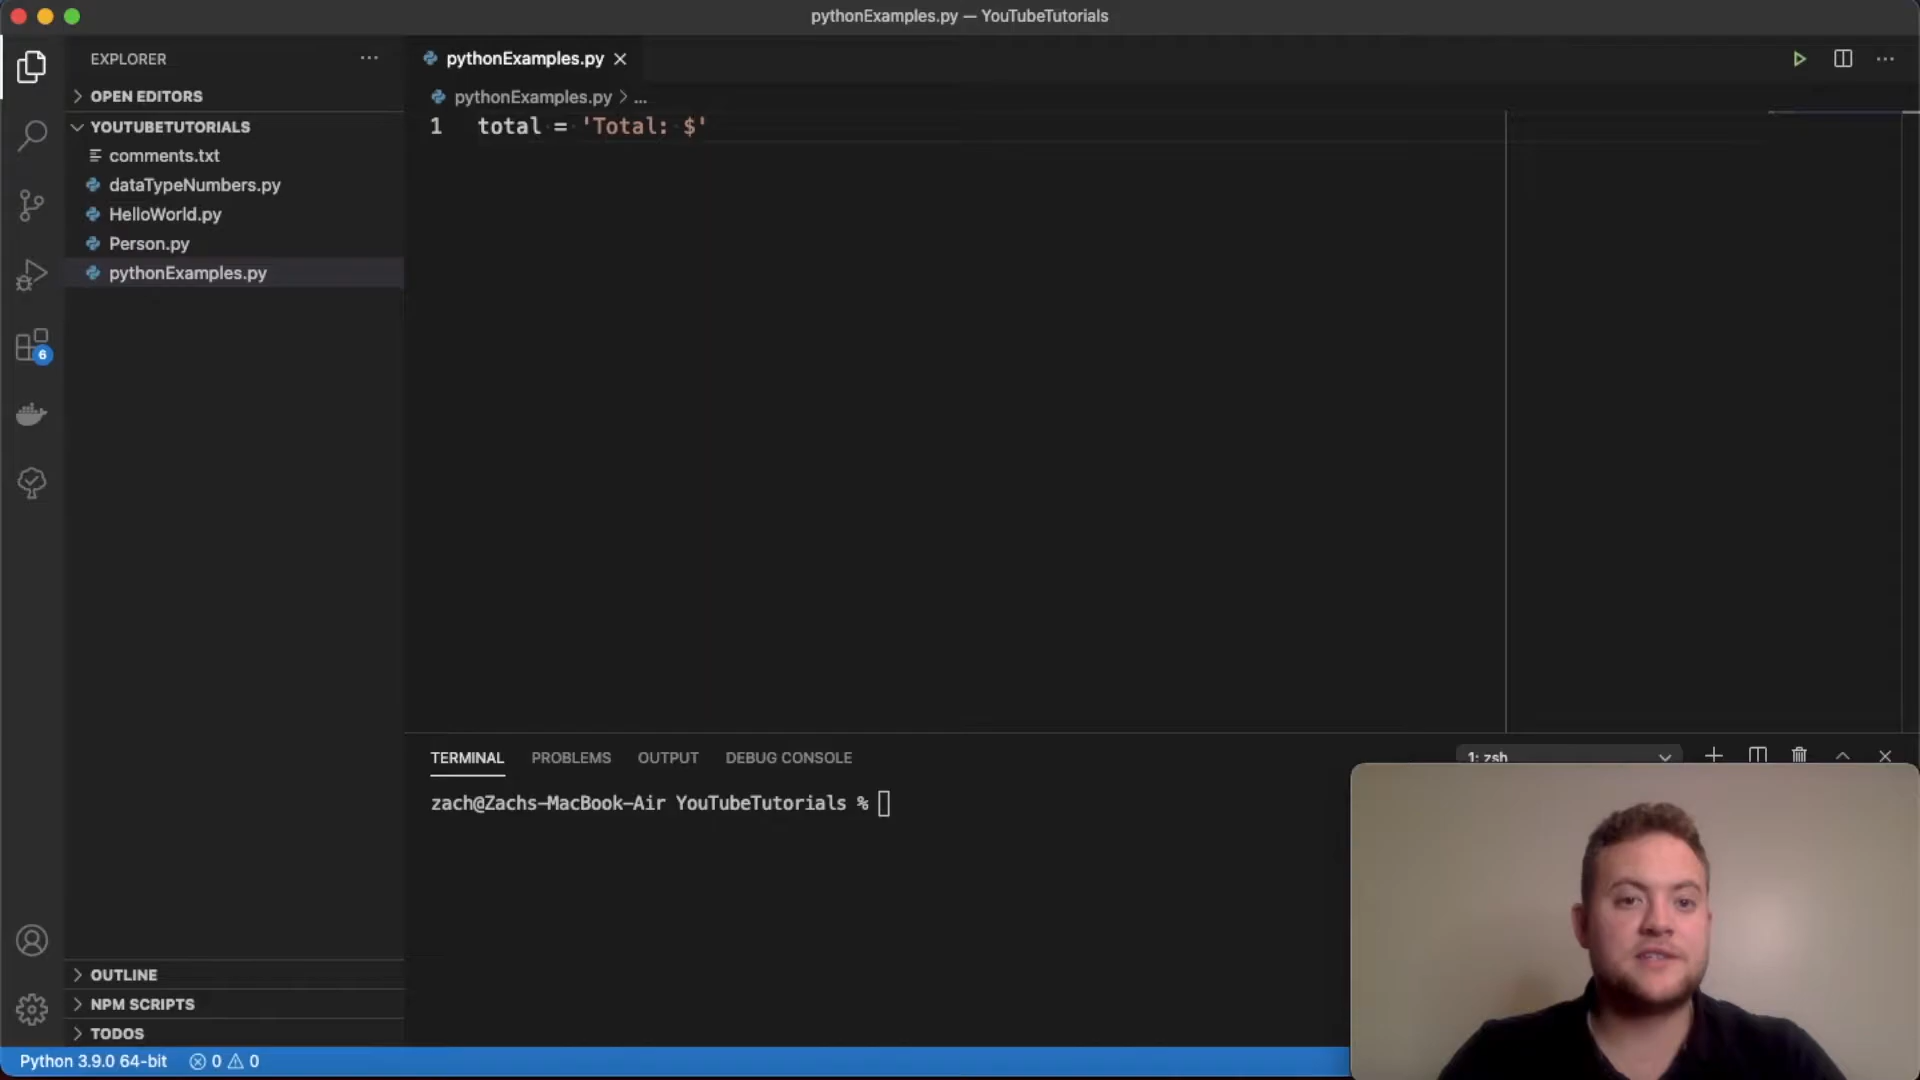 pythonExamples.py — YouTubeTutorials
EXPLORER
pythonExamples.py
OPEN EDITORS
pythonExamples.py > ...
YOUTUBETUTORIALS
1 total = 'Total: $'
comments.txt
dataTypeNumbers.py
HelloWorld.py
Person.py
pythonExamples.py
6
TERMINAL PROBLEMS OUTPUT DEBUG CONSOLE
1: zsh
zach@Zachs-MacBook-Air YouTubeTutorials %
OUTLINE
NPM SCRIPTS
TODOS
Python 3.9.0 64-bit 0 0